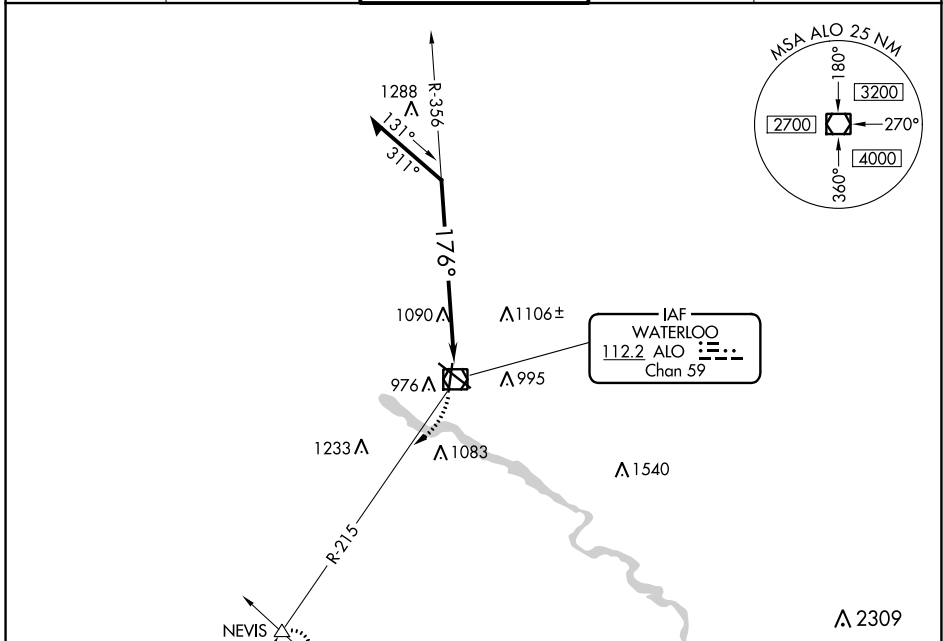 MSA ALO 25 NM
180°
3200
2700
270°
4000
360°
R-356
1288
131°
311°
176°
1090
1106±
IAF
WATERLOO
112.2 ALO
Chan 59
976
995
1233
1083
1540
R-215
NEVIS
2309